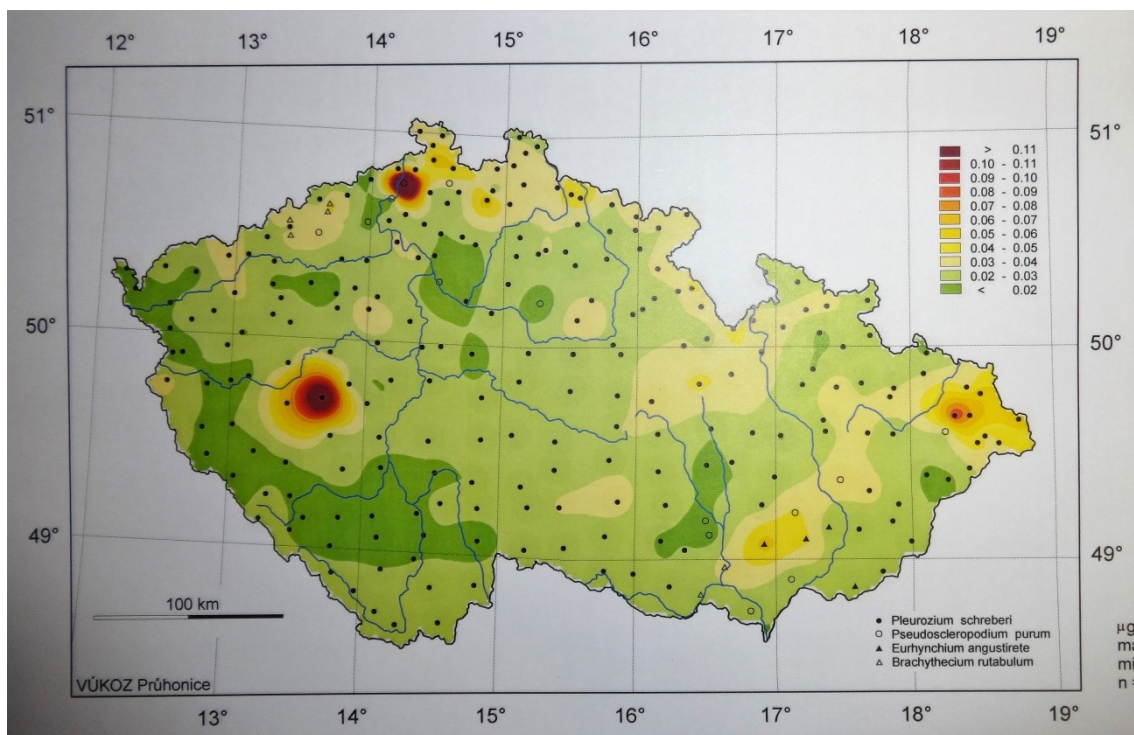 12° 13° 14° 15° 16° 17° 18° 19°
51° 51°
> 0.11
0.10 - 0.11
0.09 - 0.10
0.08 - 0.09
0.07 - 0.08
0.06 - 0.07
0.05 - 0.06
0.04 - 0.05
0.03 - 0.04
0.02 - 0.03
< 0.02
50° 50°
49° 49°
100 km
Pleurozium schreberi
Pseudoscleropodium purum
Eurhynchium angustirete
Brachythecium rutabulum
µg
ma
mi
n =
VÚKOZ Průhonice
13° 14° 15° 16° 17° 18° 19°